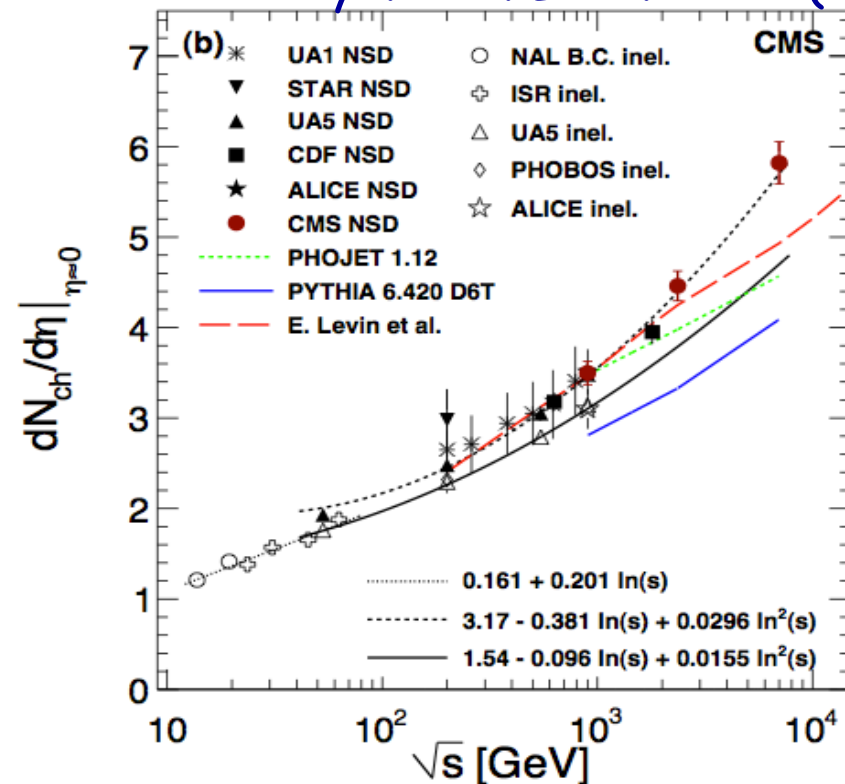 (b)
CMS
UA1 NSD
STAR NSD
UA5 NSD
CDF NSD
ALICE NSD
CMS NSD
PHOJET 1.12
PYTHIA 6.420 D6T
E. Levin et al.
NAL B.C. inel.
ISR inel.
UA5 inel.
PHOBOS inel.
ALICE inel.
7
6
5
4
3
2
1
0
dN_ch/dη|_η≈0
0.161 + 0.201 ln(s)
3.17 - 0.381 ln(s) + 0.0296 ln²(s)
1.54 - 0.096 ln(s) + 0.0155 ln²(s)
10 10² 10³ 10⁴
√s [GeV]